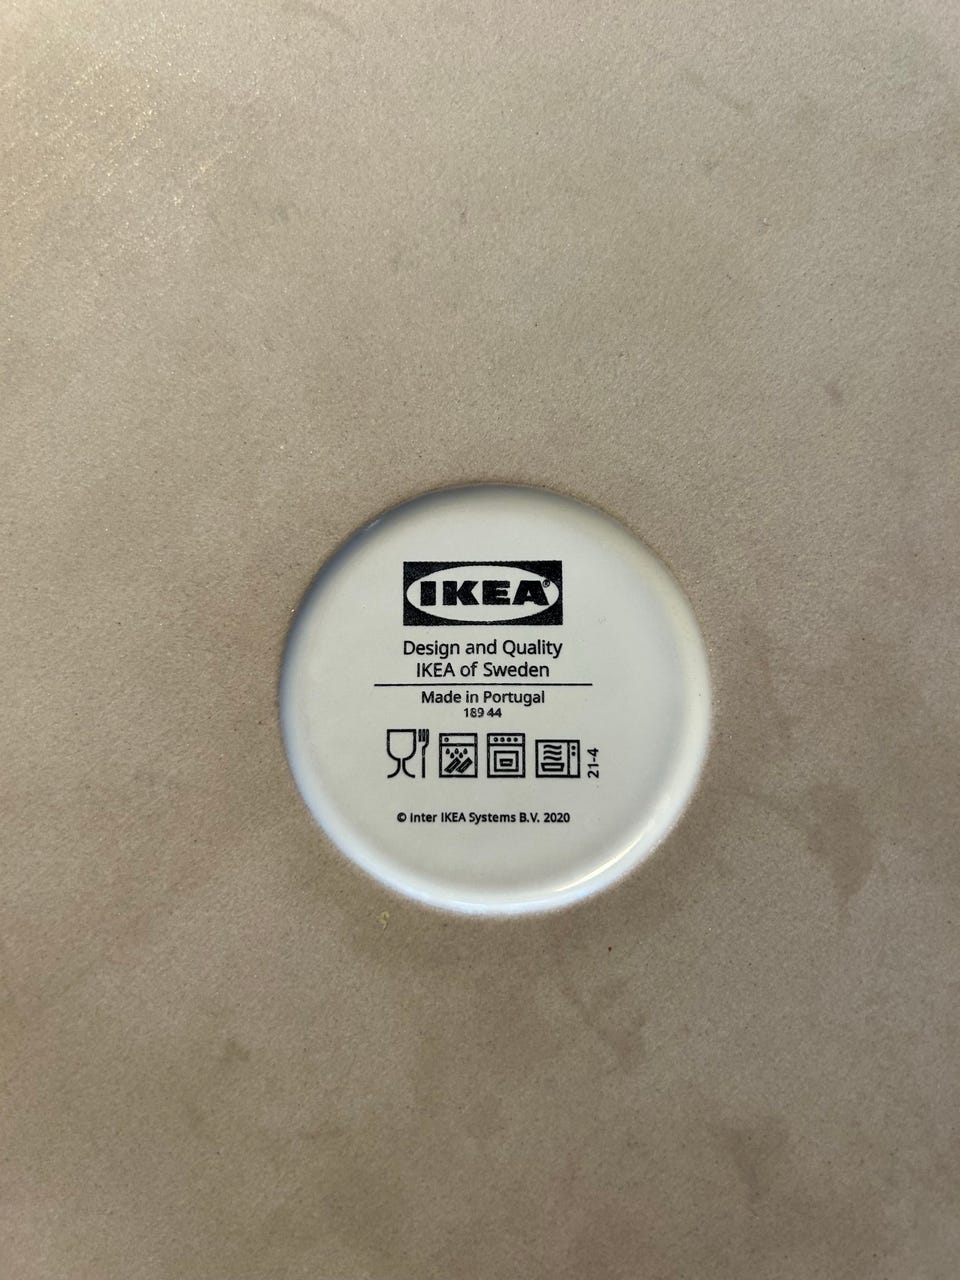 IKEA®
Design and Quality
IKEA of Sweden
Made in Portugal
189 44
21-4
© Inter IKEA Systems B.V. 2020